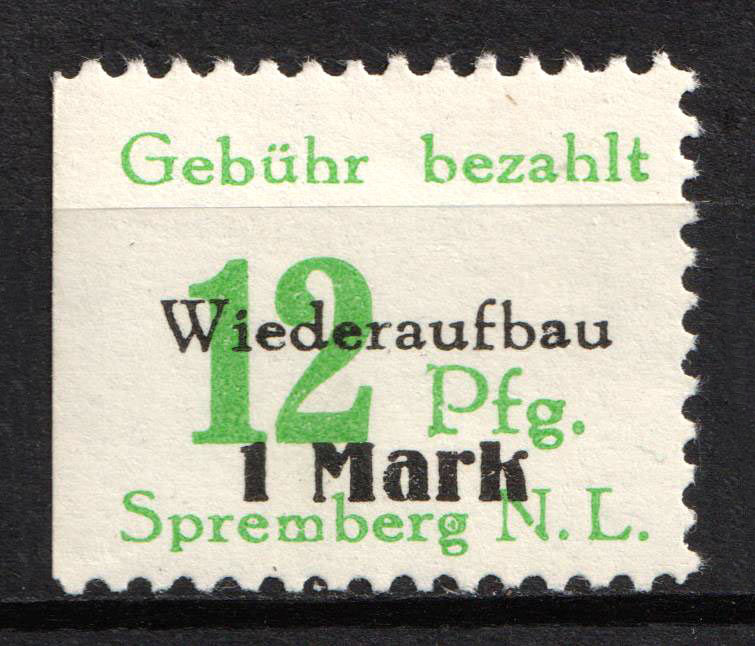 Gebühr bezahlt
12
Wiederaufbau
Pfg.
1 Mark
Spremberg N.L.